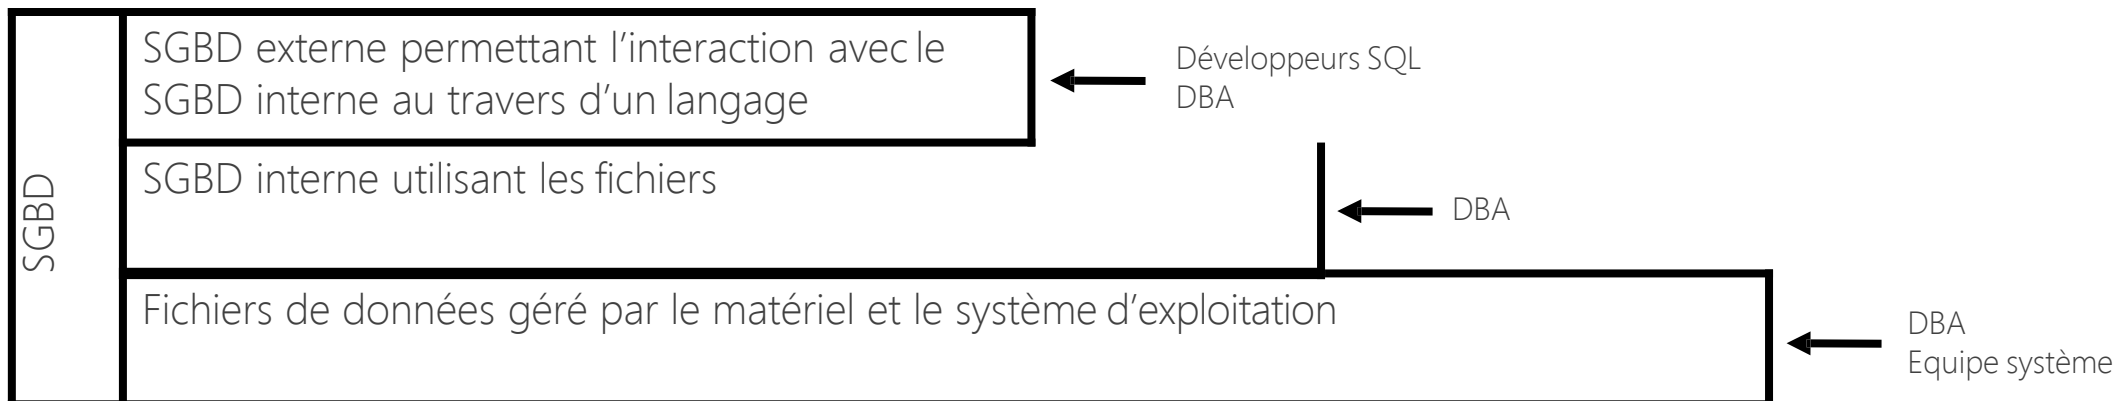 SGBD
SGBD externe permettant l'interaction avec le
SGBD interne au travers d'un langage
Développeurs SQL
DBA
SGBD interne utilisant les fichiers
DBA
Fichiers de données géré par le matériel et le système d'exploitation
DBA
Equipe système